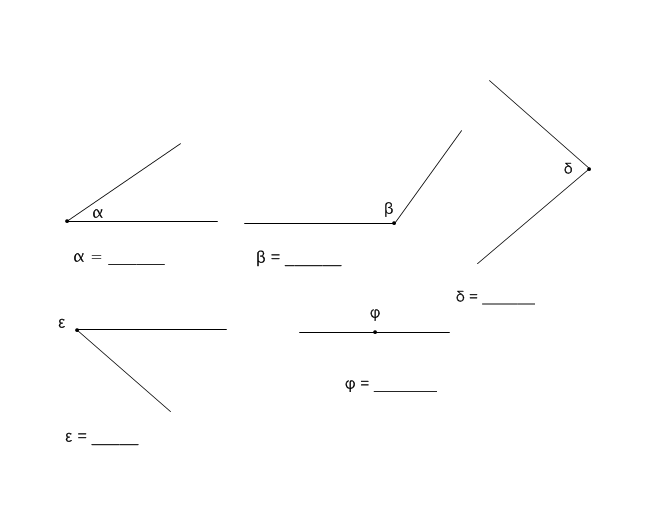 α
α = ______
β
β = ______
δ
δ = ______
ε
ε = _____
φ
φ = _______